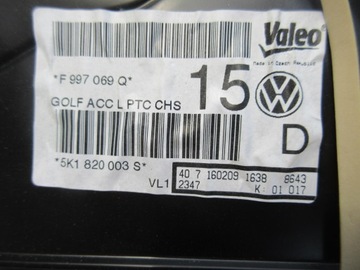 Valeo
Made in Czech Republic
*F 997 069 Q*
15
GOLF ACC L PTC CHS
D
*5K1 820 003 S*
VL1
40 7 160209 1638 8643
2347 K 01 017